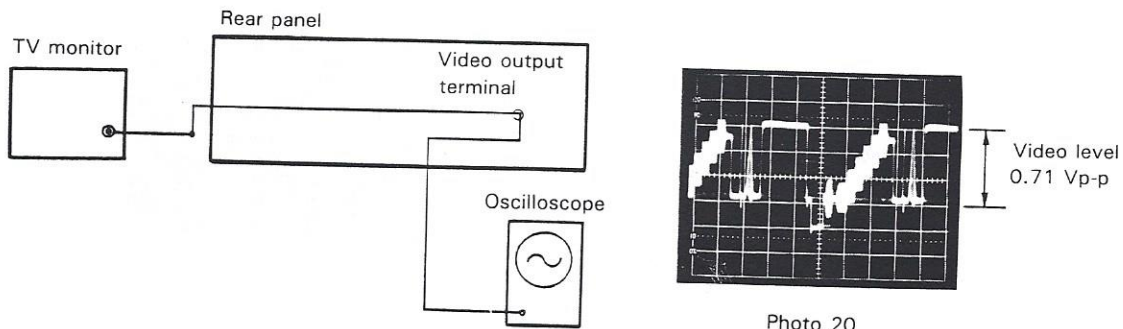 Rear panel
TV monitor
Video output
terminal
Oscilloscope
Video level
0.71 Vp-p
Photo 20